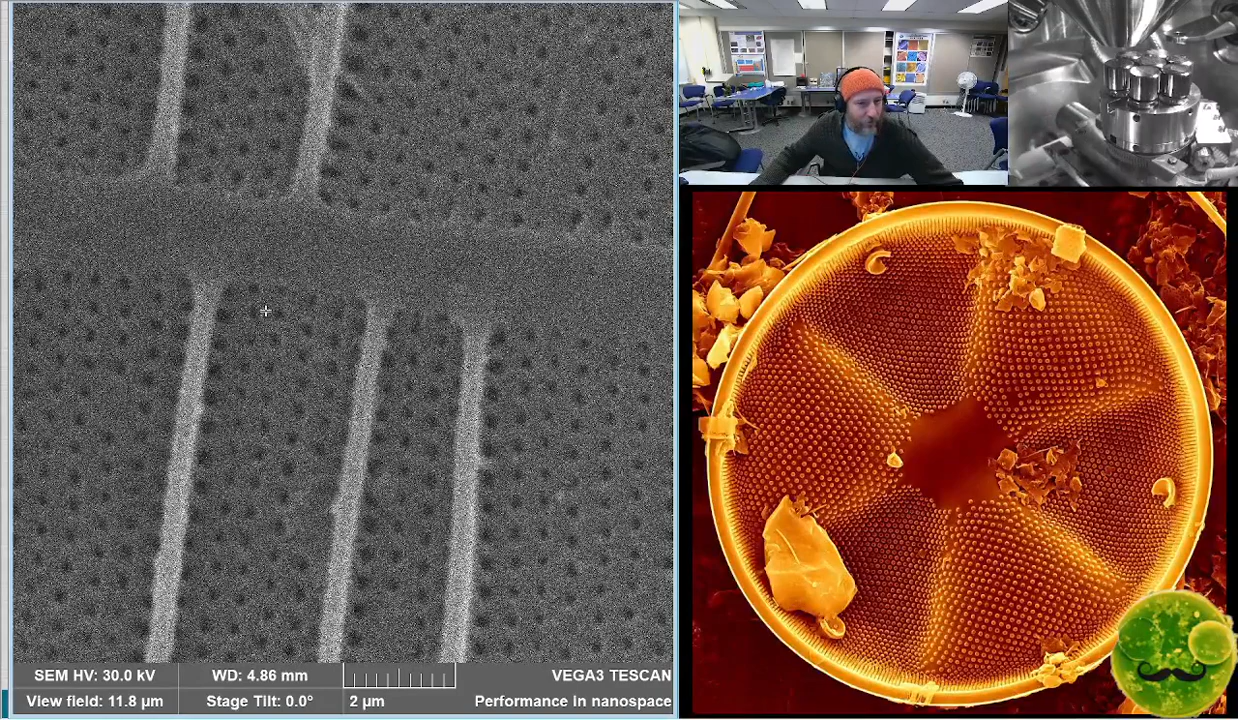 SEM HV: 30.0 kV
WD: 4.86 mm
VEGA3 TESCAN
View field: 11.8 µm
Stage Tilt: 0.0°
2 µm
Performance in nanospace